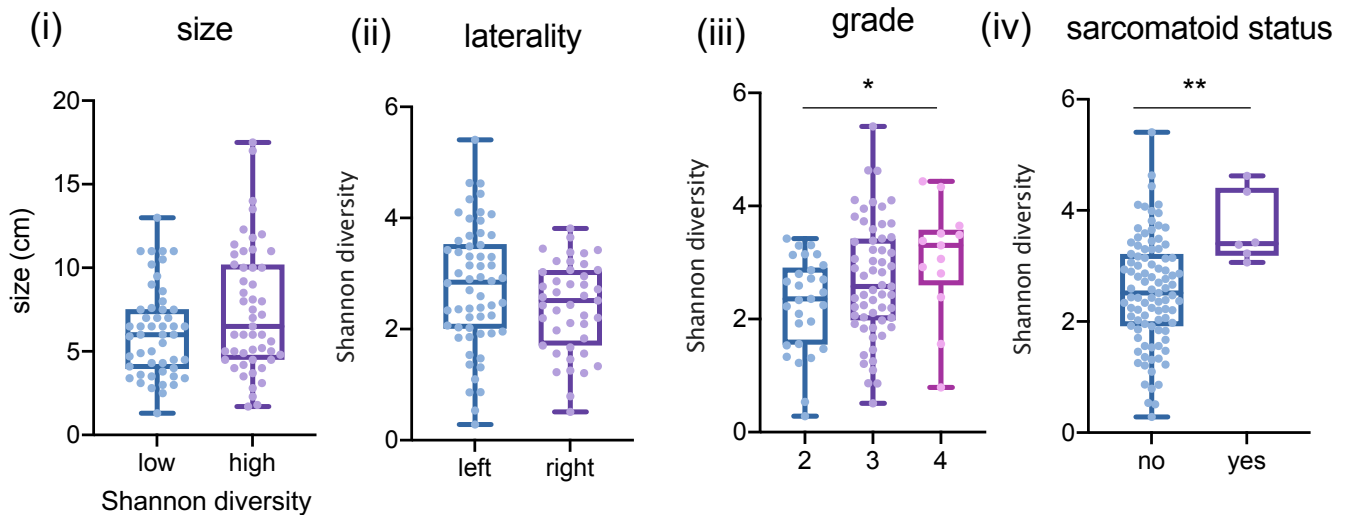 (i) size
size (cm)
20
15
10
5
0
low high
Shannon diversity
(ii) laterality
Shannon diversity
6
4
2
0
left right
(iii) grade
*
Shannon diversity
6
4
2
0
2 3 4
(iv) sarcomatoid status
**
Shannon diversity
6
4
2
0
no yes